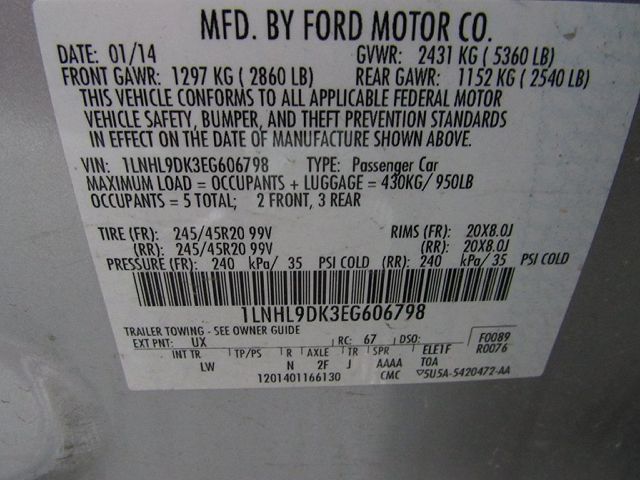 MFD. BY FORD MOTOR CO.
DATE: 01/14 GVWR: 2431 KG ( 5360 LB)
FRONT GAWR: 1297 KG ( 2860 LB) REAR GAWR: 1152 KG ( 2540 LB)
THIS VEHICLE CONFORMS TO ALL APPLICABLE FEDERAL MOTOR
VEHICLE SAFETY, BUMPER, AND THEFT PREVENTION STANDARDS
IN EFFECT ON THE DATE OF MANUFACTURE SHOWN ABOVE.
VIN: 1LNHL9DK3EG606798 TYPE: Passenger Car
MAXIMUM LOAD = OCCUPANTS + LUGGAGE = 430KG/ 950LB
OCCUPANTS = 5 TOTAL; 2 FRONT, 3 REAR
TIRE (FR): 245/45R20 99V RIMS (FR): 20X8.0J
(RR): 245/45R20 99V (RR): 20X8.0J
PRESSURE (FR): 240 kPa/ 35 PSI COLD (RR): 240 kPa/ 35 PSI COLD
1LNHL9DK3EG606798
TRAILER TOWING - SEE OWNER GUIDE
EXT PNT: UX RC: 67 DSO: F0089
INT TR TP/PS R AXLE TR SPR ELE1F R0076
LW N 2F J AAAA T0A
1201401166130 CMC 5U5A-5420472-AA